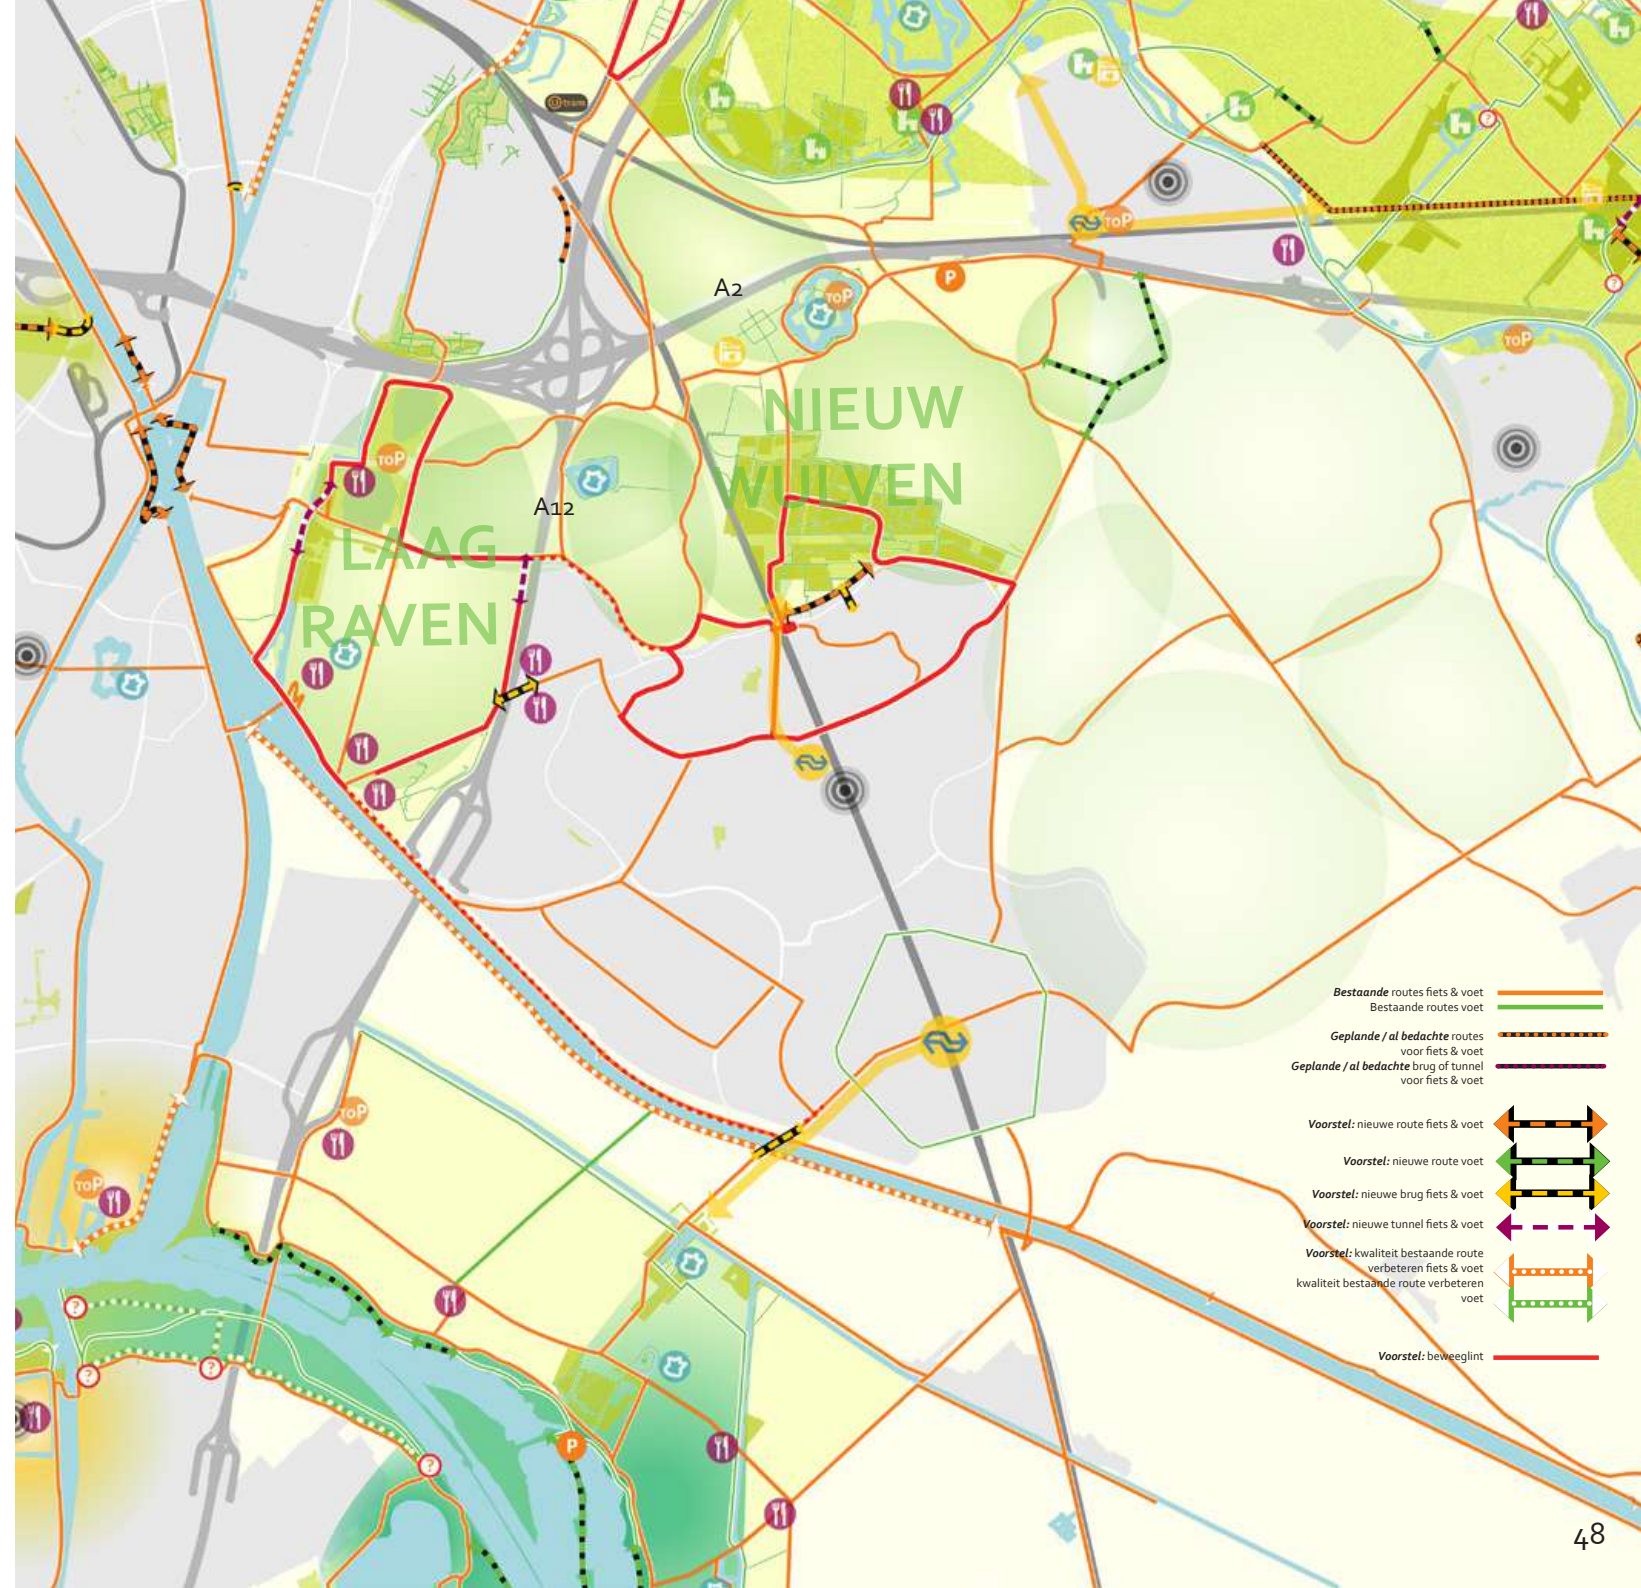 @tram
A2
ToP
P
ToP
ToP
NIEUW
WULVEN
ToP
A12
LAAG
RAVEN
Bestaande routes fiets & voet
Bestaande routes voet
Geplande / al bedachte routes
voor fiets & voet
Geplande / al bedachte brug of tunnel
voor fiets & voet
ToP
Voorstel: nieuwe route fiets & voet
Voorstel: nieuwe route voet
ToP
Voorstel: nieuwe brug fiets & voet
Voorstel: nieuwe tunnel fiets & voet
Voorstel: kwaliteit bestaande route
verbeteren fiets & voet
kwaliteit bestaande route verbeteren
voet
Voorstel: beweeglint
?
?
?
?
?
?
P
48